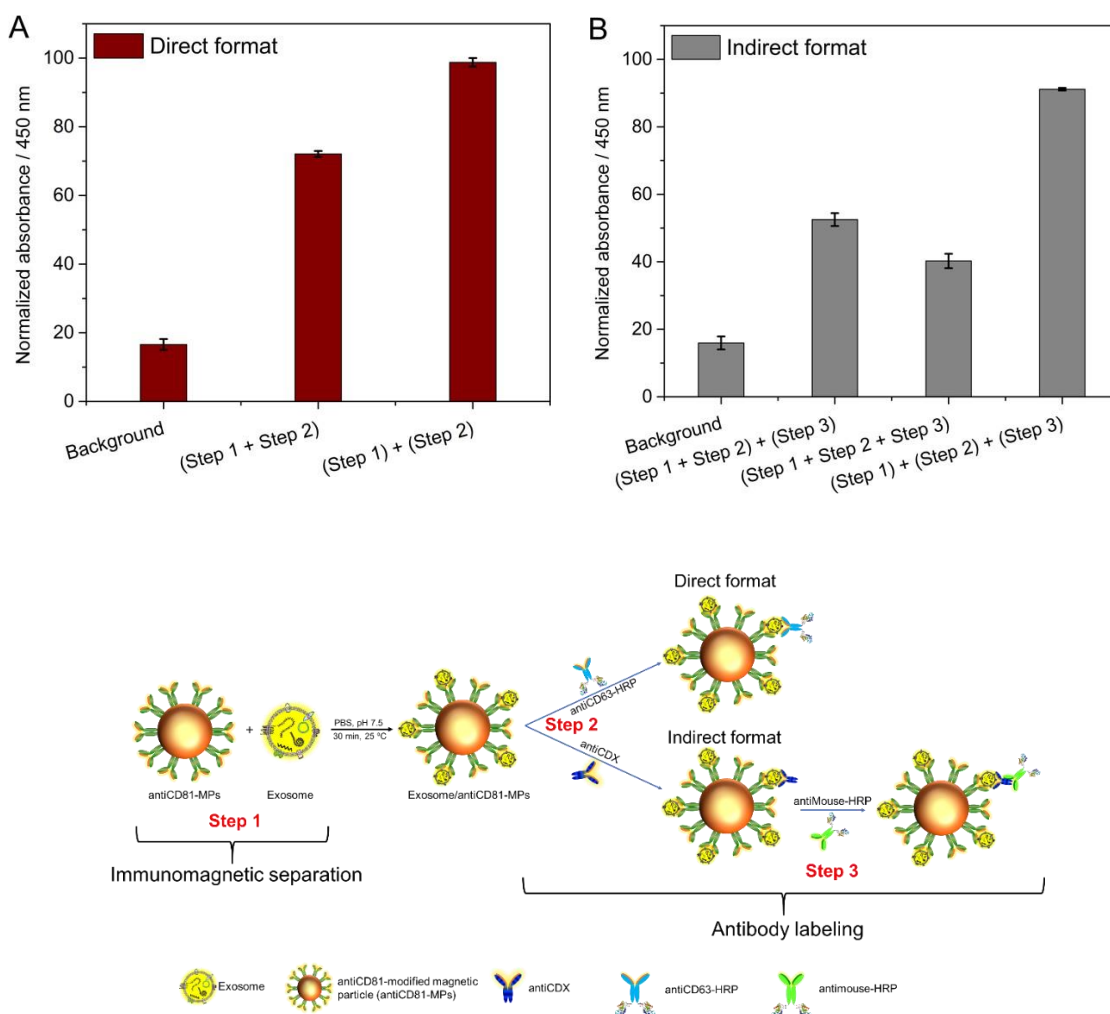 A
Direct format
Normalized absorbance / 450 nm
100
80
60
40
20
0
Background
(Step 1 + Step 2)
(Step 1) + (Step 2)
B
Indirect format
Normalized absorbance / 450 nm
100
80
60
40
20
0
Background
(Step 1 + Step 2) + (Step 3)
(Step 1 + Step 2 + Step 3)
(Step 1) + (Step 2) + (Step 3)
Direct format
antiCD63-HRP
Step 2
antiCDX
Indirect format
+
PBS, pH 7.5
30 min, 25 ºC
antiCD81-MPs
Exosome
Exosome/antiCD81-MPs
antiMouse-HRP
Step 1
Step 3
Immunomagnetic separation
Antibody labeling
Exosome
antiCD81-modified magnetic
particle (antiCD81-MPs)
antiCDX
antiCD63-HRP
antimouse-HRP